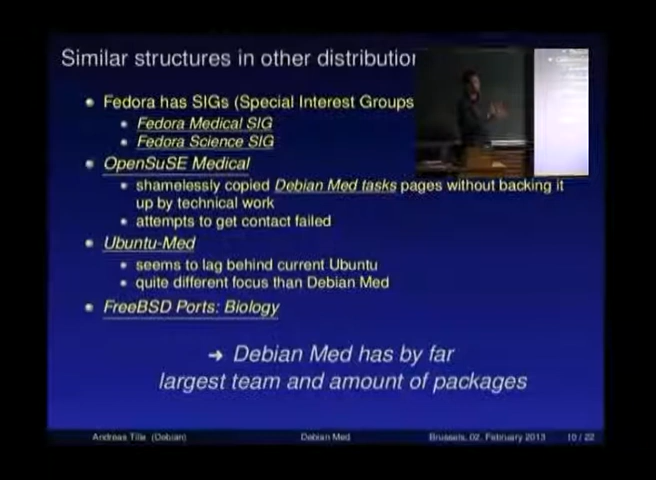 Similar structures in other distribution
Fedora has SIGs (Special Interest Groups
Fedora Medical SIG
Fedora Science SIG
OpenSuSE Medical
shamelessly copied Debian Med tasks pages without backing it
up by technical work
attempts to get contact failed
Ubuntu-Med
seems to lag behind current Ubuntu
quite different focus than Debian Med
FreeBSD Ports: Biology
➔ Debian Med has by far
largest team and amount of packages
Andreas Tille (Debian) Debian Med Brussels, 02. February 2013 10 / 22